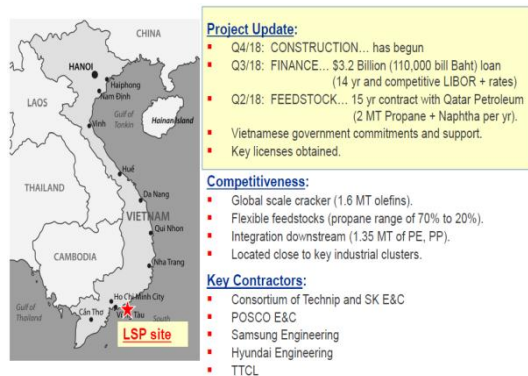 CHINA
HANOI
Haiphong
Nam Định
LAOS
Gulf of
Tonkin
Hainan Island
Vinh
Huế
THAILAND
Da Nang
VIETNAM
Qui Nhon
CAMBODIA
Nha Trang
Gulf of
Thailand
Ho Chi Minh City
Cần Thơ
LSP site
Project Update:
▪ Q4/18: CONSTRUCTION… has begun
▪ Q3/18: FINANCE… $3.2 Billion (110,000 bill Baht) loan
(14 yr and competitive LIBOR + rates)
▪ Q2/18: FEEDSTOCK… 15 yr contract with Qatar Petroleum
(2 MT Propane + Naphtha per yr).
▪ Vietnamese government commitments and support.
▪ Key licenses obtained.
Competitiveness:
▪ Global scale cracker (1.6 MT olefins).
▪ Flexible feedstocks (propane range of 70% to 20%).
▪ Integration downstream (1.35 MT of PE, PP).
▪ Located close to key industrial clusters.
Key Contractors:
▪ Consortium of Technip and SK E&C
▪ POSCO E&C
▪ Samsung Engineering
▪ Hyundai Engineering
▪ TTCL